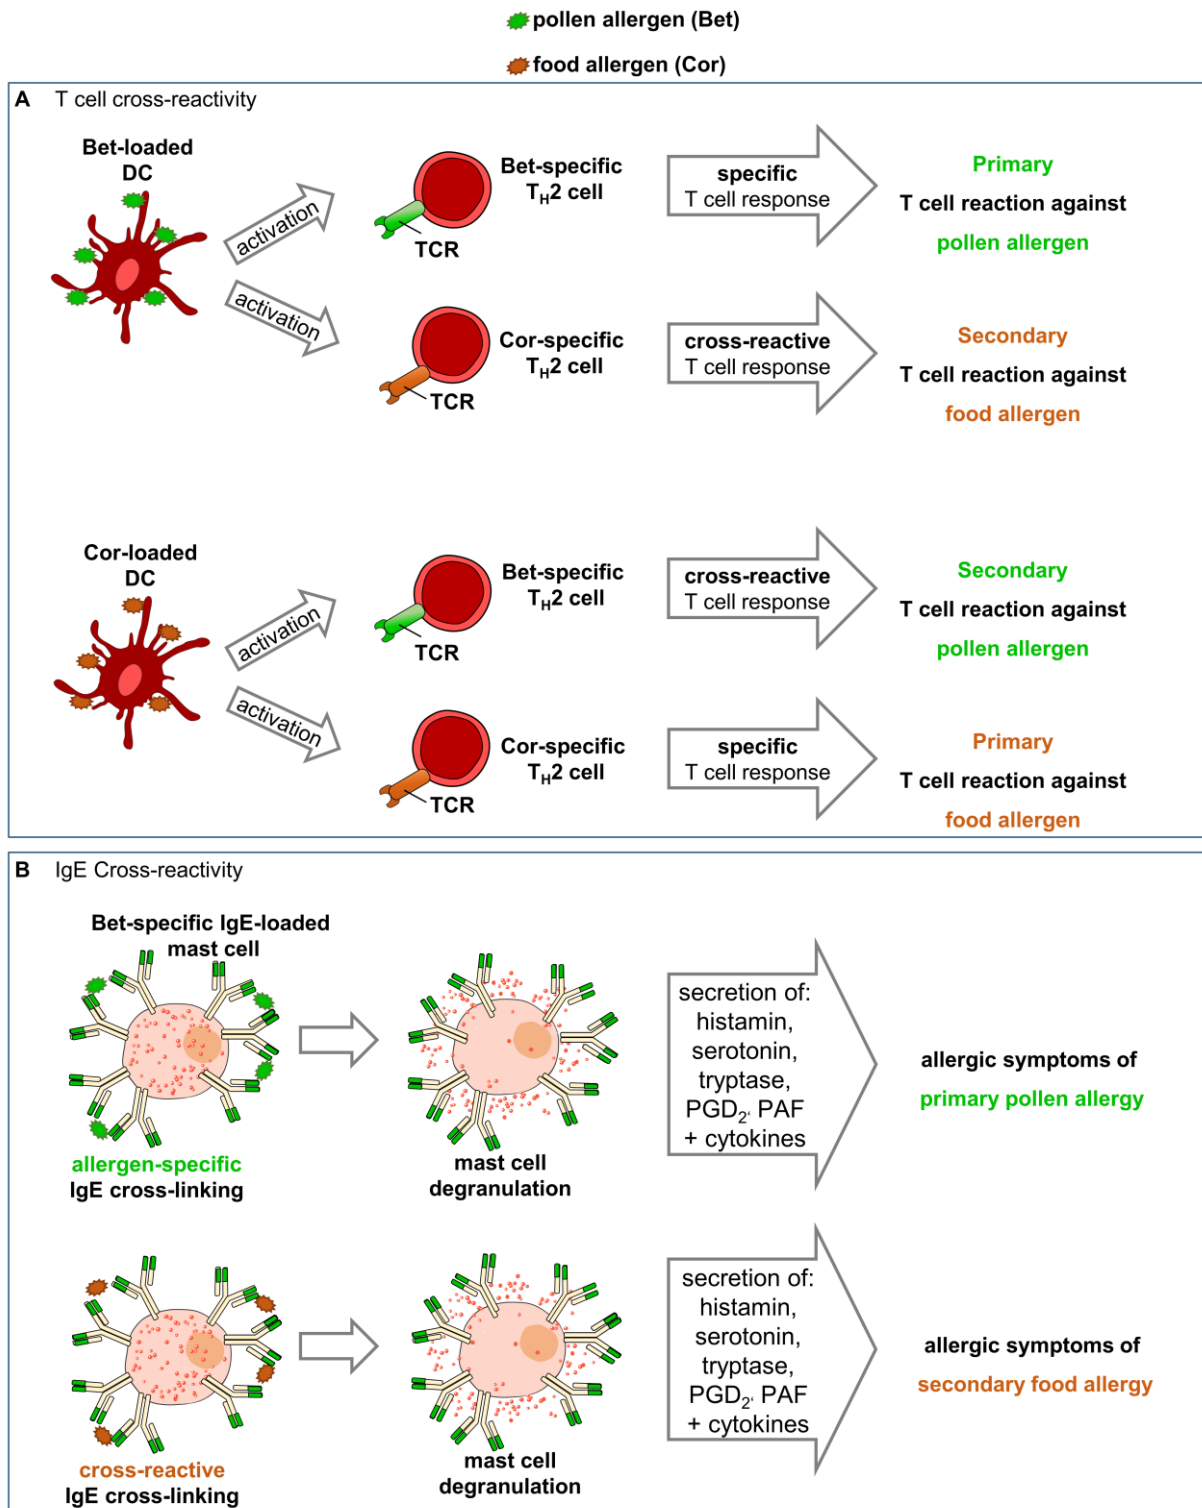 pollen allergen (Bet)
food allergen (Cor)
A T cell cross-reactivity
Bet-loaded
DC
activation
activation
Bet-specific
TH2 cell
TCR
specific
T cell response
Primary
T cell reaction against
pollen allergen
Cor-specific
TH2 cell
TCR
cross-reactive
T cell response
Secondary
T cell reaction against
food allergen
Cor-loaded
DC
activation
activation
Bet-specific
TH2 cell
TCR
cross-reactive
T cell response
Secondary
T cell reaction against
pollen allergen
Cor-specific
TH2 cell
TCR
specific
T cell response
Primary
T cell reaction against
food allergen
B IgE Cross-reactivity
Bet-specific IgE-loaded
mast cell
allergen-specific
IgE cross-linking
mast cell
degranulation
secretion of:
histamin,
serotonin,
tryptase,
PGD2, PAF
+ cytokines
allergic symptoms of
primary pollen allergy
cross-reactive
IgE cross-linking
mast cell
degranulation
secretion of:
histamin,
serotonin,
tryptase,
PGD2, PAF
+ cytokines
allergic symptoms of
secondary food allergy